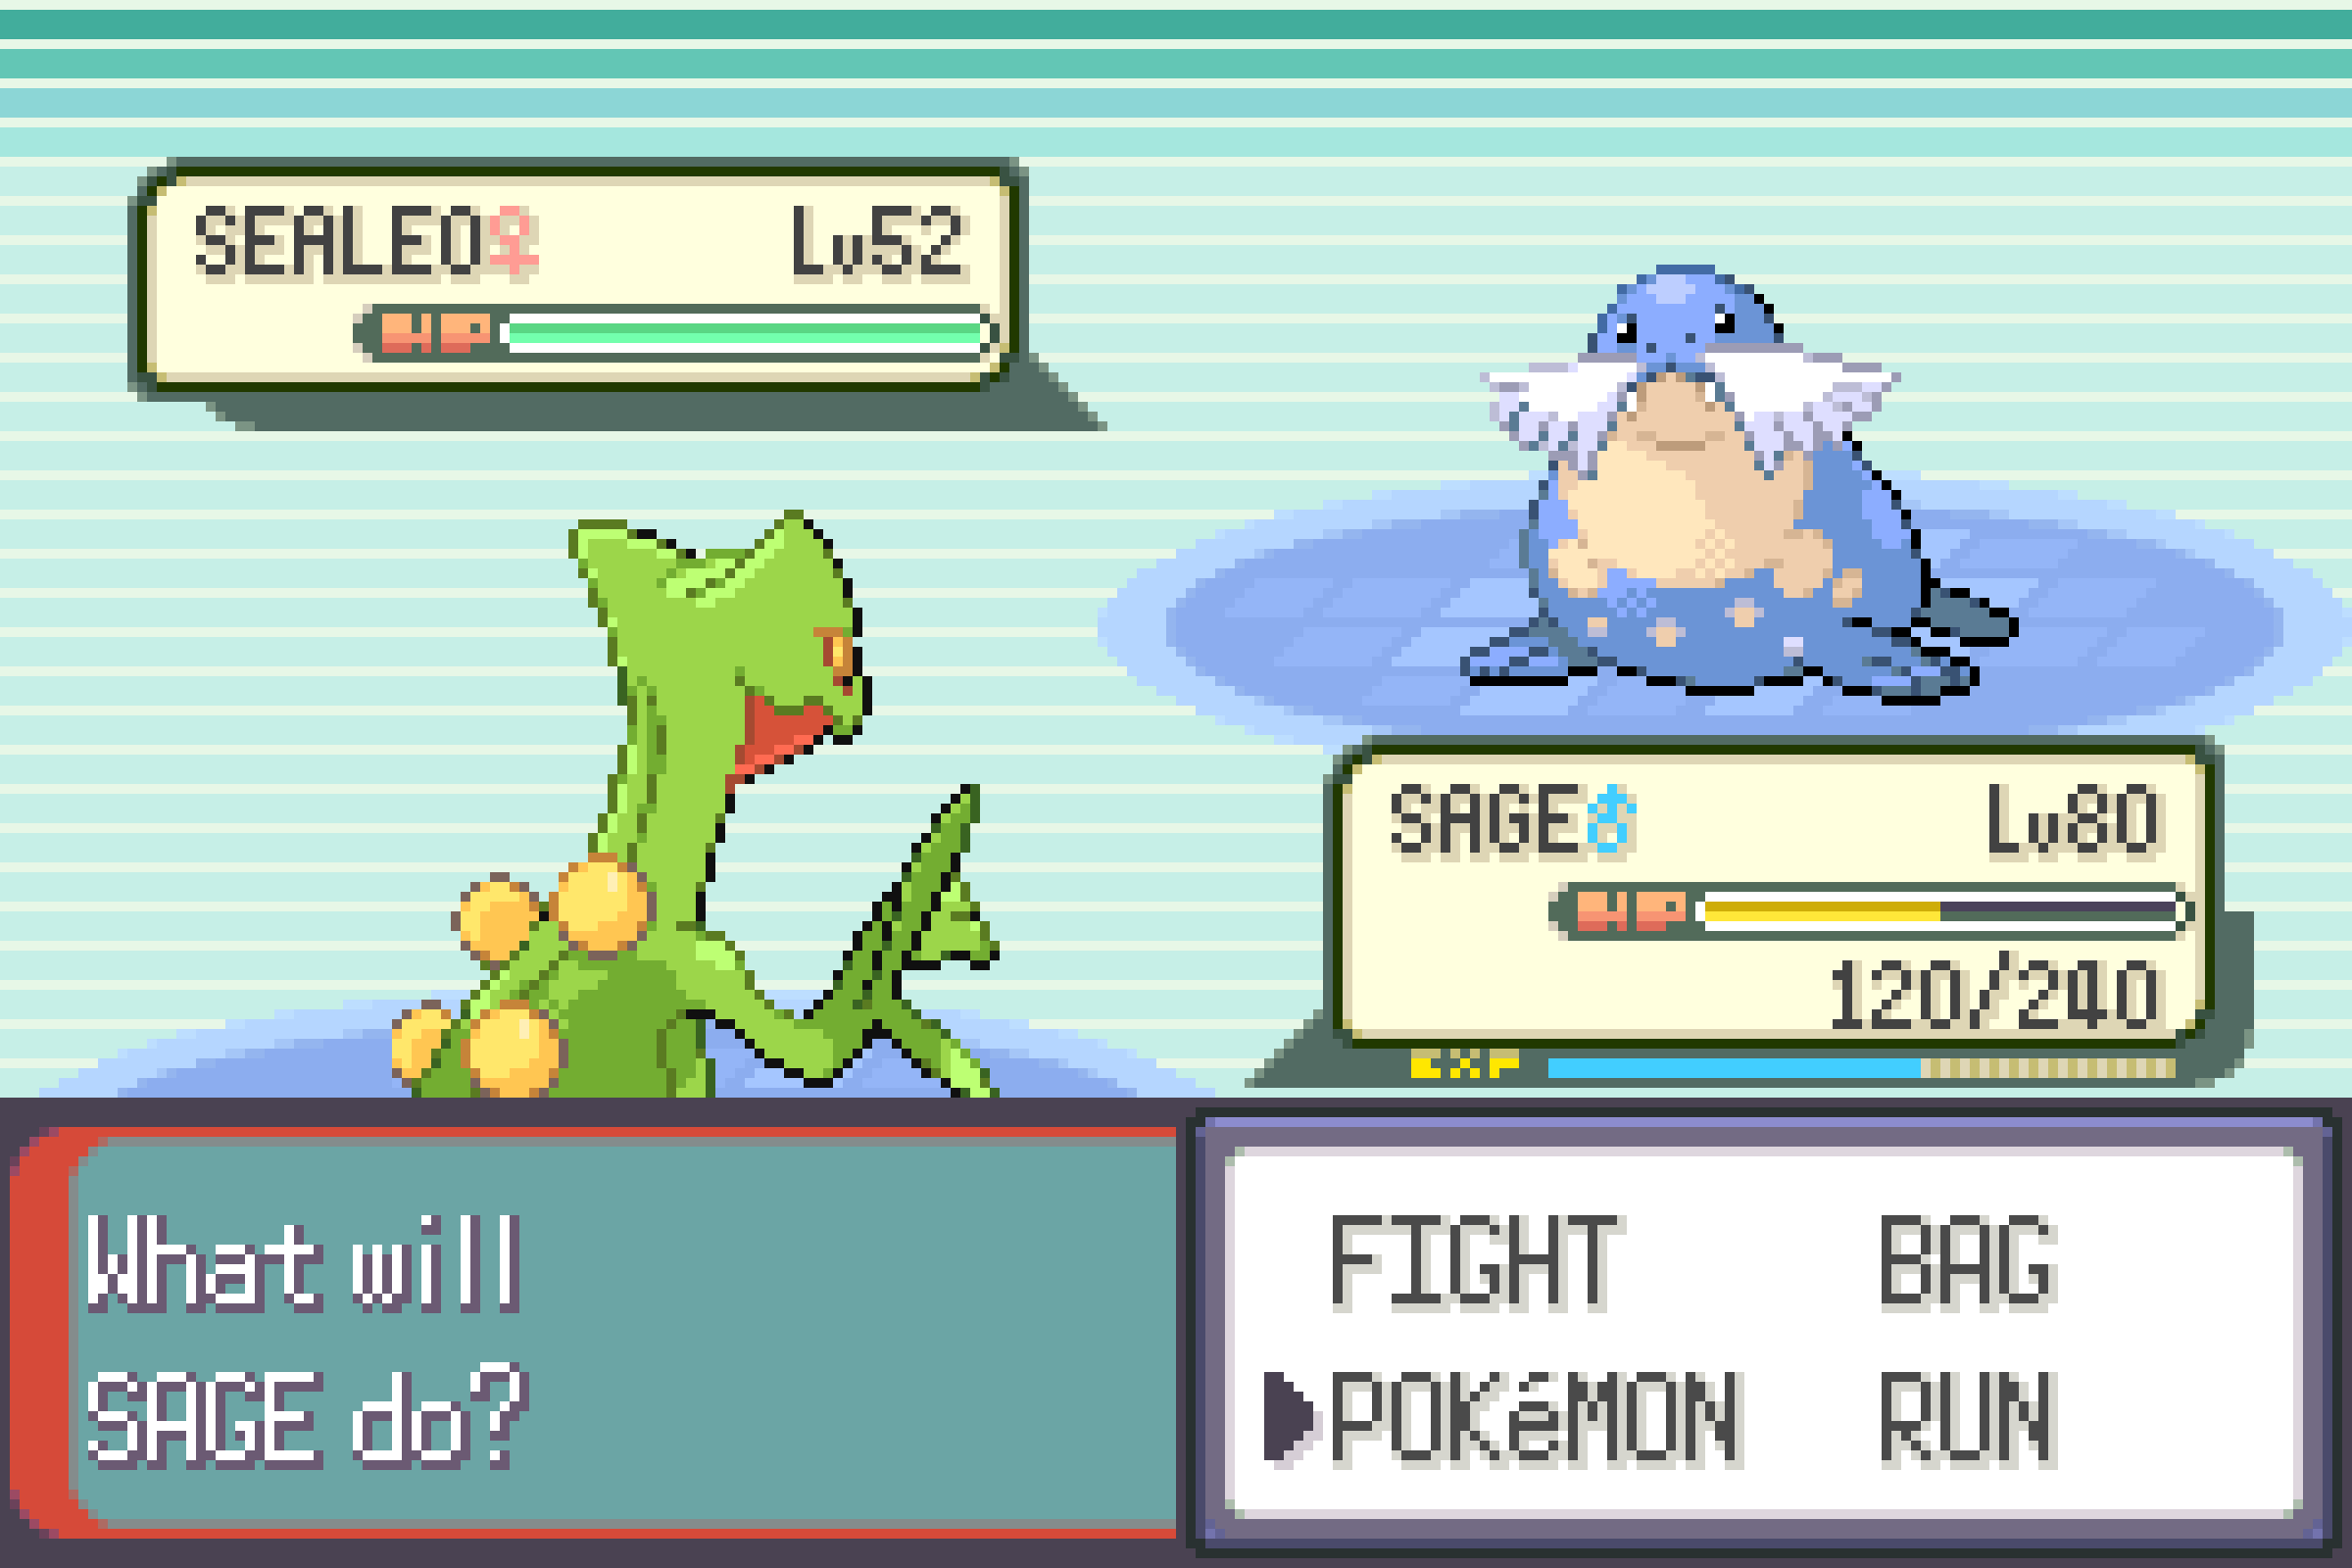 SEALEO♀ Lv52
HP
SAGE♂ Lv80
HP
120/240
EXP
What will
SAGE do?
FIGHT BAG
POKéMON RUN